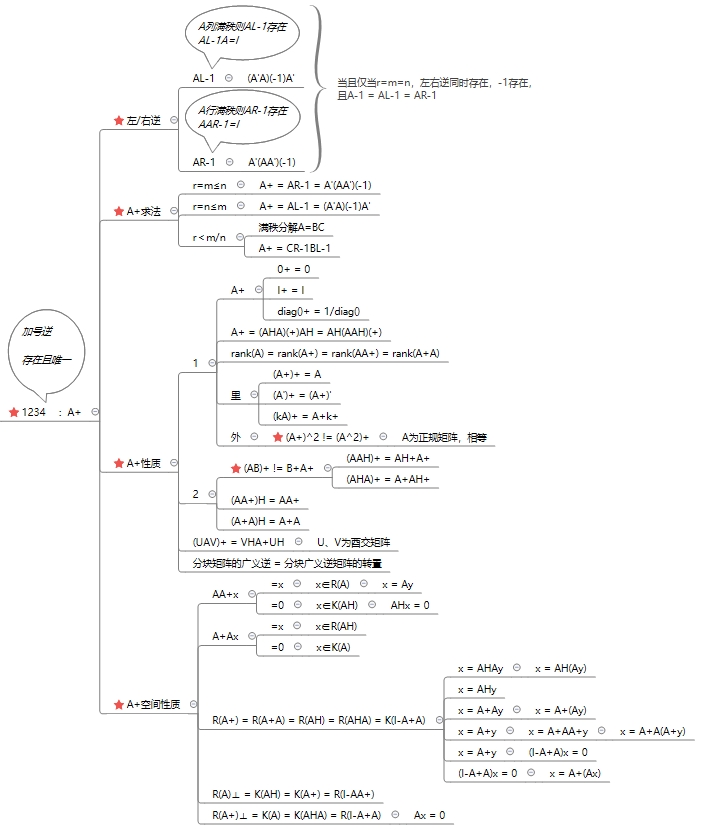 A列满秩则AL-1存在
AL-1A=I
AL-1 (A'A)(-1)A'
A行满秩则AR-1存在
AAR-1=I
AR-1 A'(AA')(-1)
当且仅当r=m=n，左右逆同时存在，-1存在，
且A-1 = AL-1 = AR-1
左/右逆
r=m≤n A+ = AR-1 = A'(AA')(-1)
A+求法
r=n≤m A+ = AL-1 = (A'A)(-1)A'
r<m/n
满秩分解A=BC
A+ = CR-1BL-1
加号逆
存在且唯一
1234 : A+
A+性质
1
A+
0+ = 0
I+ = I
diag()+ = 1/diag()
A+ = (AHA)(+)AH = AH(AAH)(+)
rank(A) = rank(A+) = rank(AA+) = rank(A+A)
里
(A+)+ = A
(A')+ = (A+)'
(kA)+ = A+k+
外 (A+)^2 != (A^2)+ A为正规矩阵，相等
2
(AB)+ != B+A+
(AAH)+ = AH+A+
(AHA)+ = A+AH+
(AA+)H = AA+
(A+A)H = A+A
(UAV)+ = VHA+UH U、V为酉交矩阵
分块矩阵的广义逆 = 分块广义逆矩阵的转置
A+空间性质
AA+x
=x x∈R(A) x = Ay
=0 x∈K(AH) AHx = 0
A+Ax
=x x∈R(AH)
=0 x∈K(A)
R(A+) = R(A+A) = R(AH) = R(AHA) = K(I-A+A)
x = AHAy x = AH(Ay)
x = AHy
x = A+Ay x = A+(Ay)
x = A+y x = A+AA+y x = A+A(A+y)
x = A+y (I-A+A)x = 0
(I-A+A)x = 0 x = A+(Ax)
R(A)⊥ = K(AH) = K(A+) = R(I-AA+)
R(A+)⊥ = K(A) = K(AHA) = R(I-A+A) Ax = 0